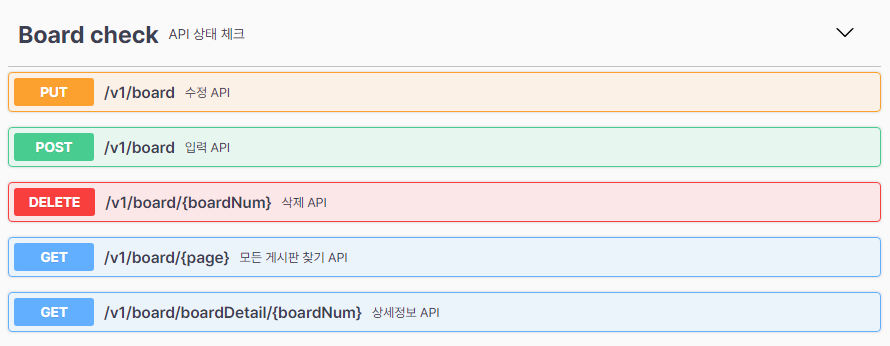 Board check API 상태 체크
PUT /v1/board 수정 API
POST /v1/board 입력 API
DELETE /v1/board/{boardNum} 삭제 API
GET /v1/board/{page} 모든 게시판 찾기 API
GET /v1/board/boardDetail/{boardNum} 상세정보 API